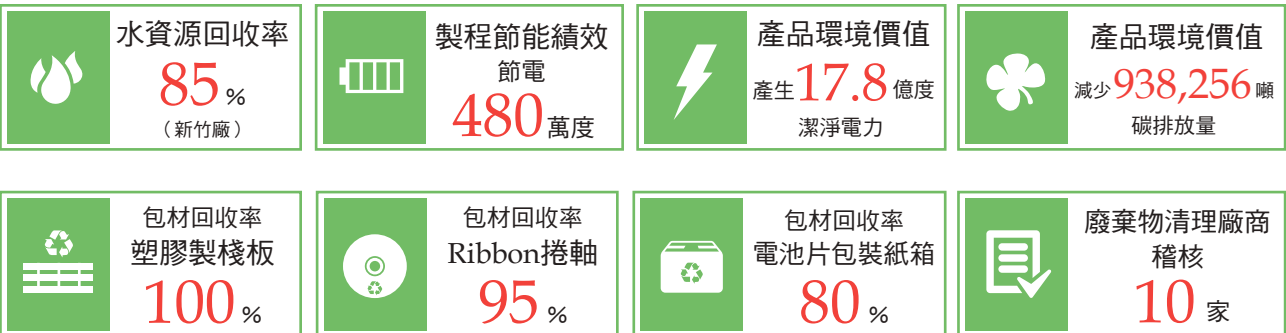 水資源回收率
85 %
（新竹廠）
製程節能績效
節電
480 萬度
產品環境價值
產生17.8 億度
潔淨電力
產品環境價值
減少938,256 噸
碳排放量
包材回收率
塑膠製棧板
100 %
包材回收率
Ribbon捲軸
95 %
包材回收率
電池片包裝紙箱
80 %
廢棄物清理廠商
稽核
10 家